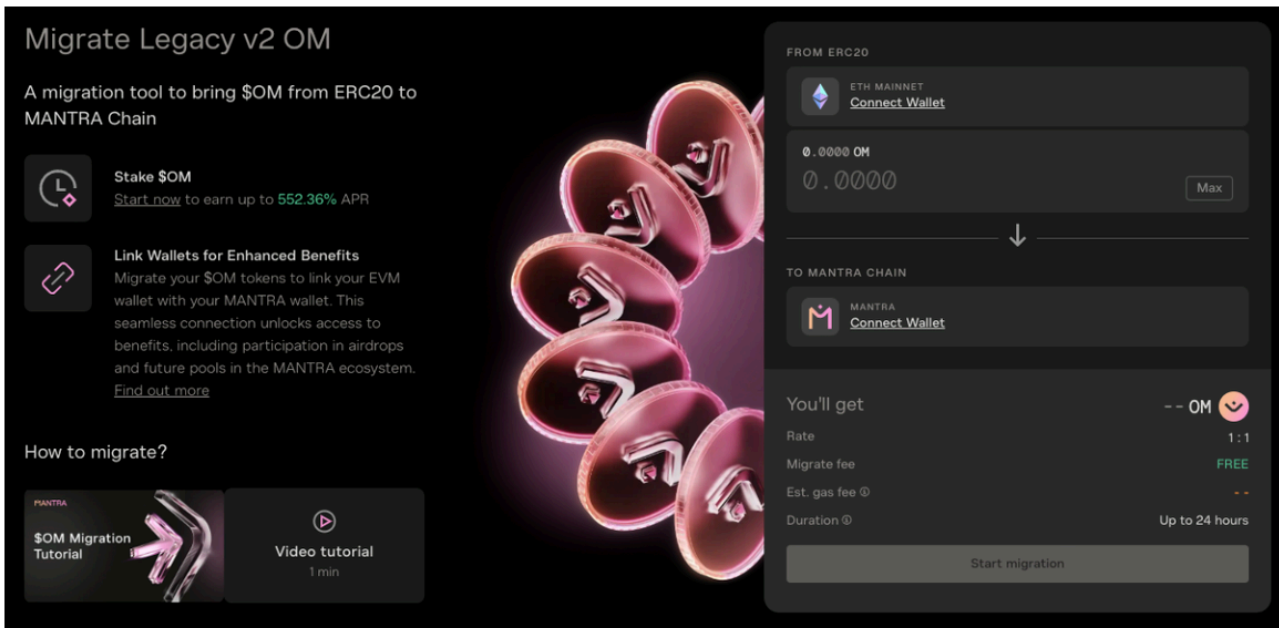 Migrate Legacy v2 OM
A migration tool to bring $OM from ERC20 to
MANTRA Chain
Stake $OM
Start now to earn up to 552.36% APR
Link Wallets for Enhanced Benefits
Migrate your $OM tokens to link your EVM
wallet with your MANTRA wallet. This
seamless connection unlocks access to
benefits, including participation in airdrops
and future pools in the MANTRA ecosystem.
Find out more
How to migrate?
MANTRA
$OM Migration
Tutorial
Video tutorial
1 min
FROM ERC20
ETH MAINNET
Connect Wallet
0.0000 OM
0.0000
Max
TO MANTRA CHAIN
MANTRA
Connect Wallet
You'll get
-- OM
Rate
1 : 1
Migrate fee
FREE
Est. gas fee
--
Duration
Up to 24 hours
Start migration